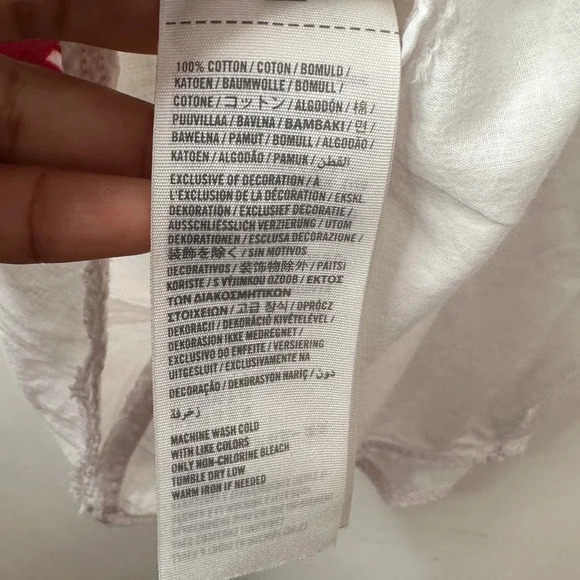 100% COTTON / COTON / BOMULD /
KATOEN / BAUMWOLLE / BOMULL /
COTONE / コットン / ALGODÓN / 棉 /
PUUVILLAA / BAVLNA / ΒΑΜΒΑΚΙ / 면 /
BAWEŁNA / PAMUT / BOMULL / ALGODÃO /
KATOEN / ALGODÃO / PAMUK / القطن
EXCLUSIVE OF DECORATION / A
L'EXCLUSION DE LA DÉCORATION / EKSKL.
DEKORATION / EXCLUSIEF DECORATIE /
AUSSCHLIESSLICH VERZIERUNG / UTOM
DEKORATIONEN / ESCLUSA DECORAZIONE /
装飾を除く / SIN MOTIVOS
DECORATIVOS / 装饰物除外 / PÄITSI
KORISTE / S VÝJIMKOU OZDOB / ΕΚΤΟΣ
ΤΩΝ ΔΙΑΚΟΣΜΗΤΙΚΩΝ
ΣΤΟΙΧΕΙΩΝ / 고급 장식 / OPRÓCZ
DEKORACJI / DEKORÁCIÓ KIVÉTELÉVEL /
DEKORASJON IKKE MEDREGNET /
EXCLUSIVO DO ENFEITE / VERSIERING
UITGESLUIT / EXCLUSIVAMENTE NA
DECORAÇÃO / DEKORASYON HARIÇ / دون
زخرفة
MACHINE WASH COLD
WITH LIKE COLORS
ONLY NON-CHLORINE BLEACH
TUMBLE DRY LOW
WARM IRON IF NEEDED